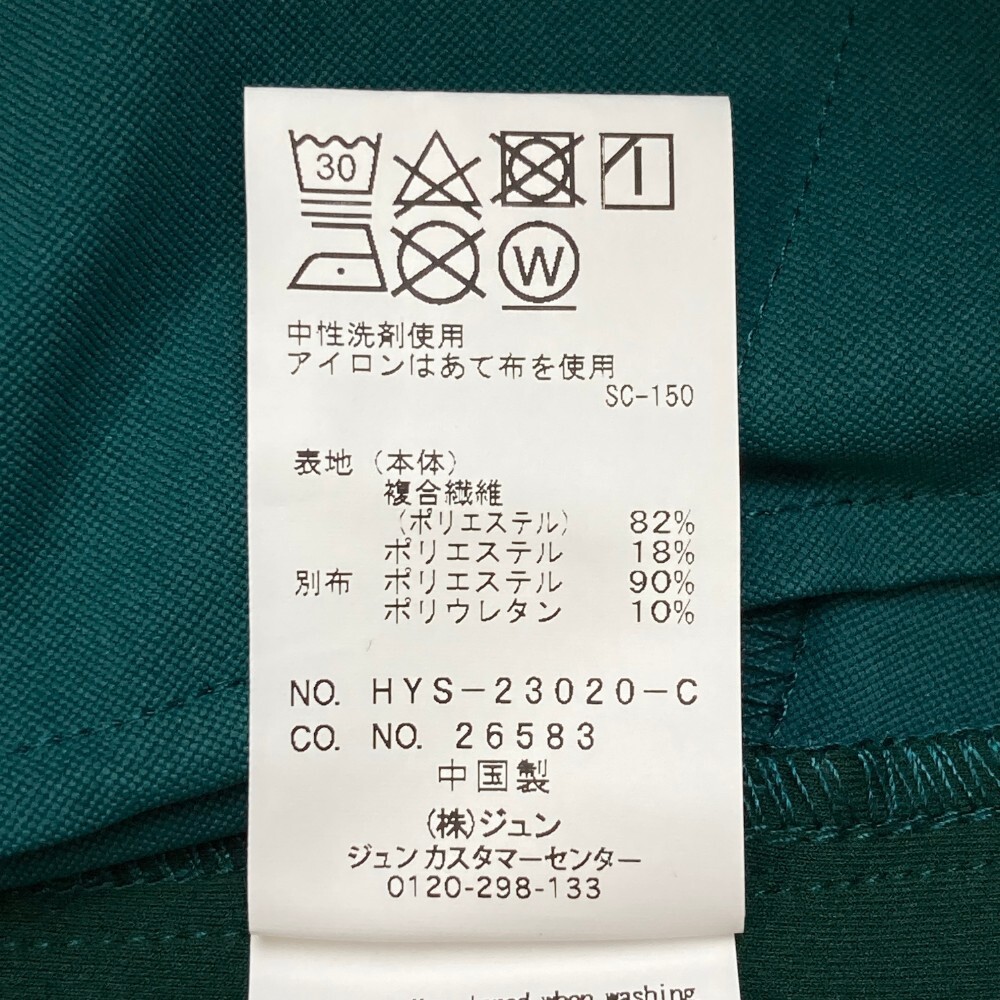 30
W
中性洗剤使用
アイロンはあて布を使用
SC-150
表地 (本体)
複合繊維
(ポリエステル) 82%
ポリエステル 18%
別布 ポリエステル 90%
ポリウレタン 10%
NO. HYS-23020-C
CO. NO. 26583
中国製
(株)ジュン
ジュンカスタマーセンター
0120-298-133
when washing